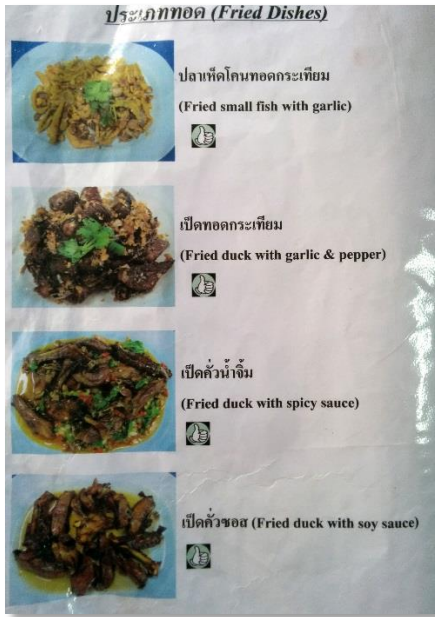 ประเภททอด (Fried Dishes)
ปลาเห็ดโคนทอดกระเทียม
(Fried small fish with garlic)
เป็ดทอดกระเทียม
(Fried duck with garlic & pepper)
เป็ดคั่วน้ำจิ้ม
(Fried duck with spicy sauce)
เป็ดคั่วซอส (Fried duck with soy sauce)